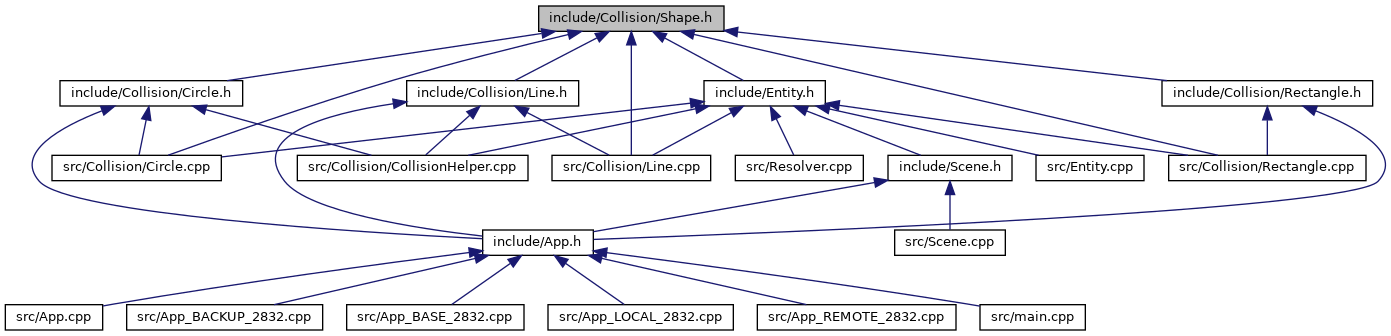 include/Collision/Shape.h
include/Collision/Circle.h
include/Collision/Line.h
include/Entity.h
include/Collision/Rectangle.h
src/Collision/Circle.cpp
src/Collision/CollisionHelper.cpp
src/Collision/Line.cpp
src/Resolver.cpp
include/Scene.h
src/Entity.cpp
src/Collision/Rectangle.cpp
include/App.h
src/Scene.cpp
src/App.cpp
src/App_BACKUP_2832.cpp
src/App_BASE_2832.cpp
src/App_LOCAL_2832.cpp
src/App_REMOTE_2832.cpp
src/main.cpp